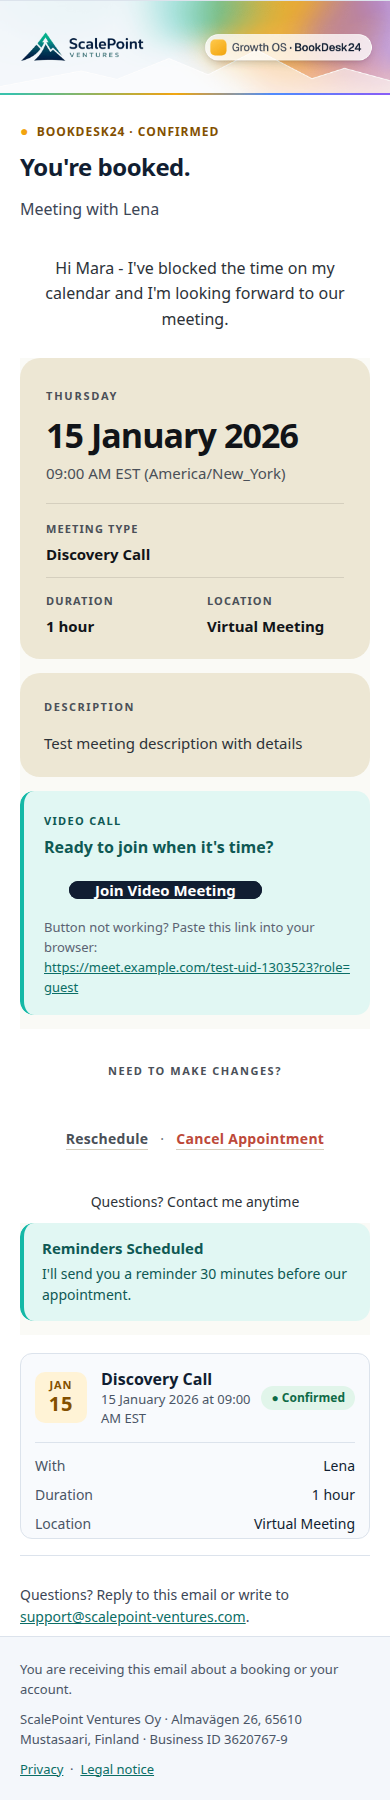 ScalePoint
VENTURES
Growth OS · BookDesk24
BOOKDESK24 · CONFIRMED
You're booked.
Meeting with Lena
Hi Mara - I've blocked the time on my
calendar and I'm looking forward to our
meeting.
THURSDAY
15 January 2026
09:00 AM EST (America/New_York)
MEETING TYPE
Discovery Call
DURATION LOCATION
1 hour Virtual Meeting
DESCRIPTION
Test meeting description with details
VIDEO CALL
Ready to join when it's time?
Join Video Meeting
Button not working? Paste this link into your
browser:
https://meet.example.com/test-uid-1303523?role=
guest
NEED TO MAKE CHANGES?
Reschedule · Cancel Appointment
Questions? Contact me anytime
Reminders Scheduled
I'll send you a reminder 30 minutes before our
appointment.
JAN
15
Discovery Call
15 January 2026 at 09:00
AM EST
● Confirmed
With Lena
Duration 1 hour
Location Virtual Meeting
Questions? Reply to this email or write to
support@scalepoint-ventures.com.
You are receiving this email about a booking or your
account.
ScalePoint Ventures Oy · Almavägen 26, 65610
Mustasaari, Finland · Business ID 3620767-9
Privacy · Legal notice